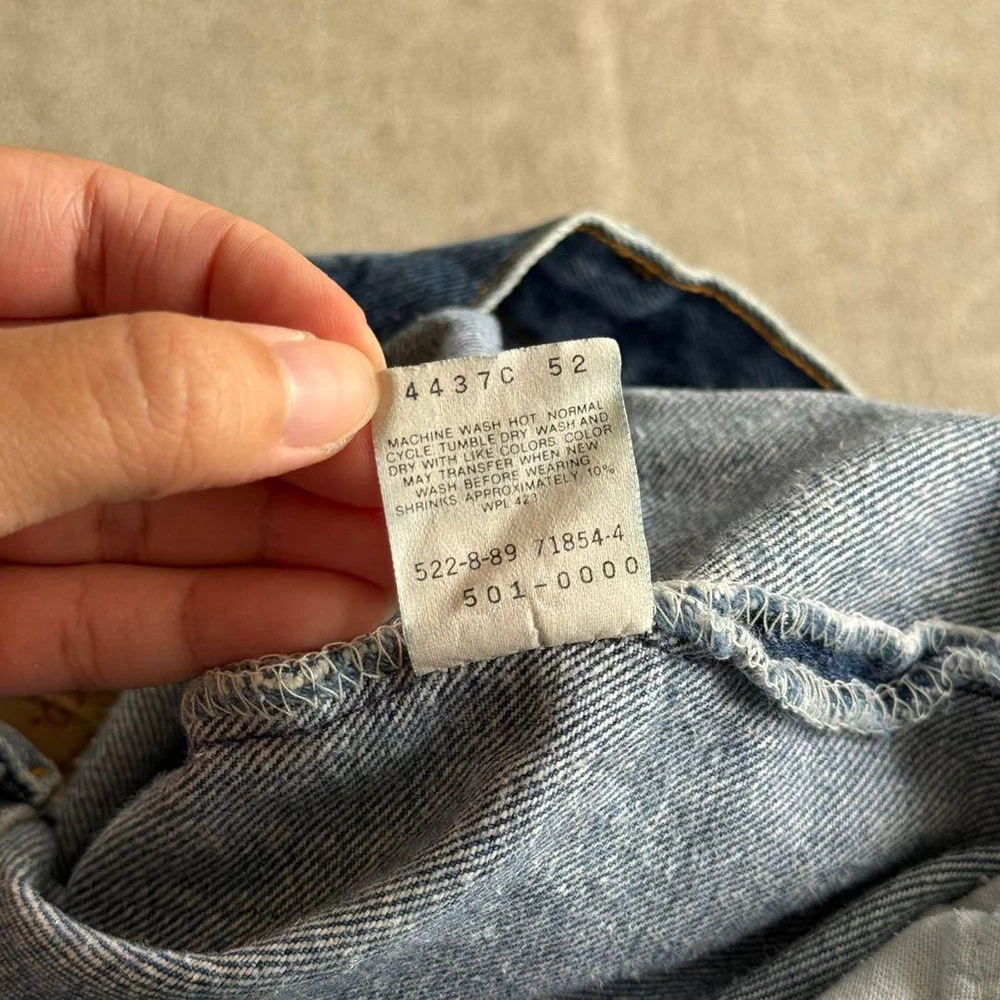 4437C 52
MACHINE WASH HOT NORMAL
CYCLE. TUMBLE DRY WASH AND
DRY WITH LIKE COLORS. COLOR
MAY TRANSFER WHEN NEW
WASH BEFORE WEARING
SHRINKS APPROXIMATELY 10%
WPL 423
522-8-89 71854-4
501-0000